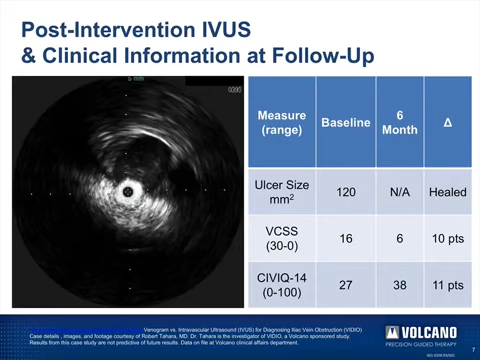 Post-Intervention IVUS
& Clinical Information at Follow-Up
5 mm
0395
Measure (range) Baseline 6 Month Δ
Ulcer Size mm² 120 N/A Healed
VCSS (30-0) 16 6 10 pts
CIVIQ-14 (0-100) 27 38 11 pts
Venogram vs. Intravascular Ultrasound (IVUS) for Diagnosing Iliac Vein Obstruction (VIDIO)
Case details , images, and footage courtesy of Robert Tahara, MD. Dr. Tahara is the investigator of VIDIO, a Volcano sponsored study.
Results from this case study are not predictive of future results. Data on file at Volcano clinical affairs department.
VOLCANO
PRECISION GUIDED THERAPY
7